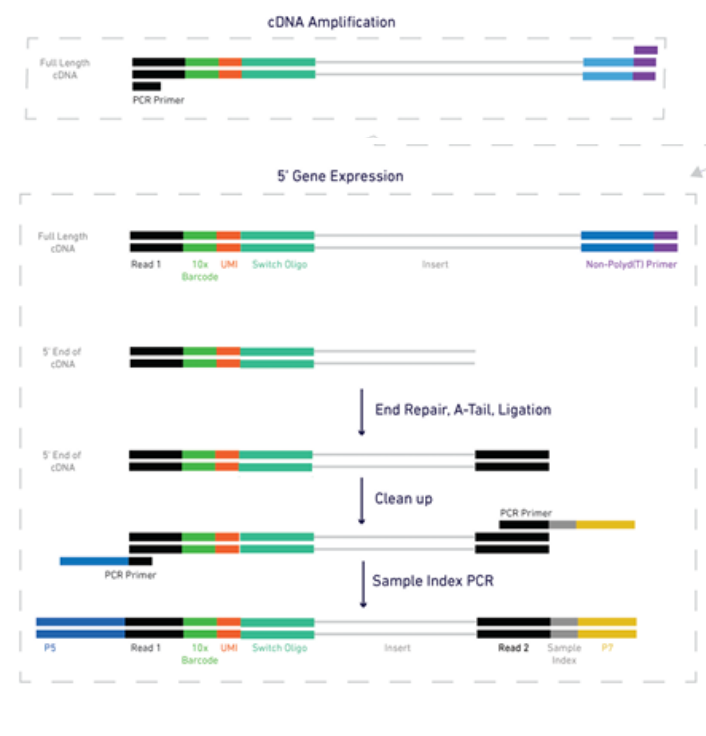 cDNA Amplification
Full Length
cDNA
PCR Primer
5' Gene Expression
Full Length
cDNA
Read 1
10x
Barcode
UMI
Switch Oligo
Insert
Non-Polyd(T) Primer
5' End of
cDNA
End Repair, A-Tail, Ligation
5' End of
cDNA
Clean up
PCR Primer
PCR Primer
Sample Index PCR
P5
Read 1
10x
Barcode
UMI
Switch Oligo
Insert
Read 2
Sample
Index
P7